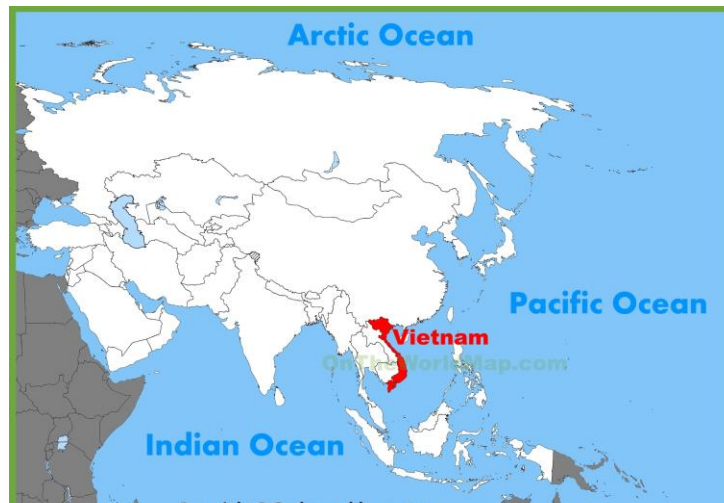 Arctic Ocean
Pacific Ocean
Vietnam
OnTheWorldMap.com
Indian Ocean